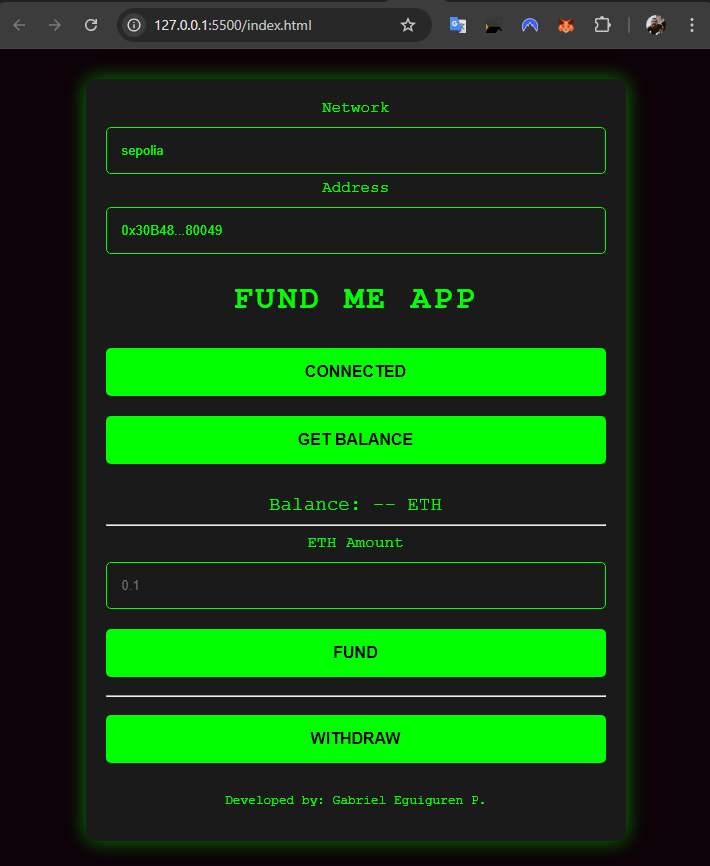 127.0.0.1:5500/index.html
Network
sepolia
Address
0x30B48...80049
FUND ME APP
CONNECTED
GET BALANCE
Balance: -- ETH
ETH Amount
0.1
FUND
WITHDRAW
Developed by: Gabriel Eguiguren P.